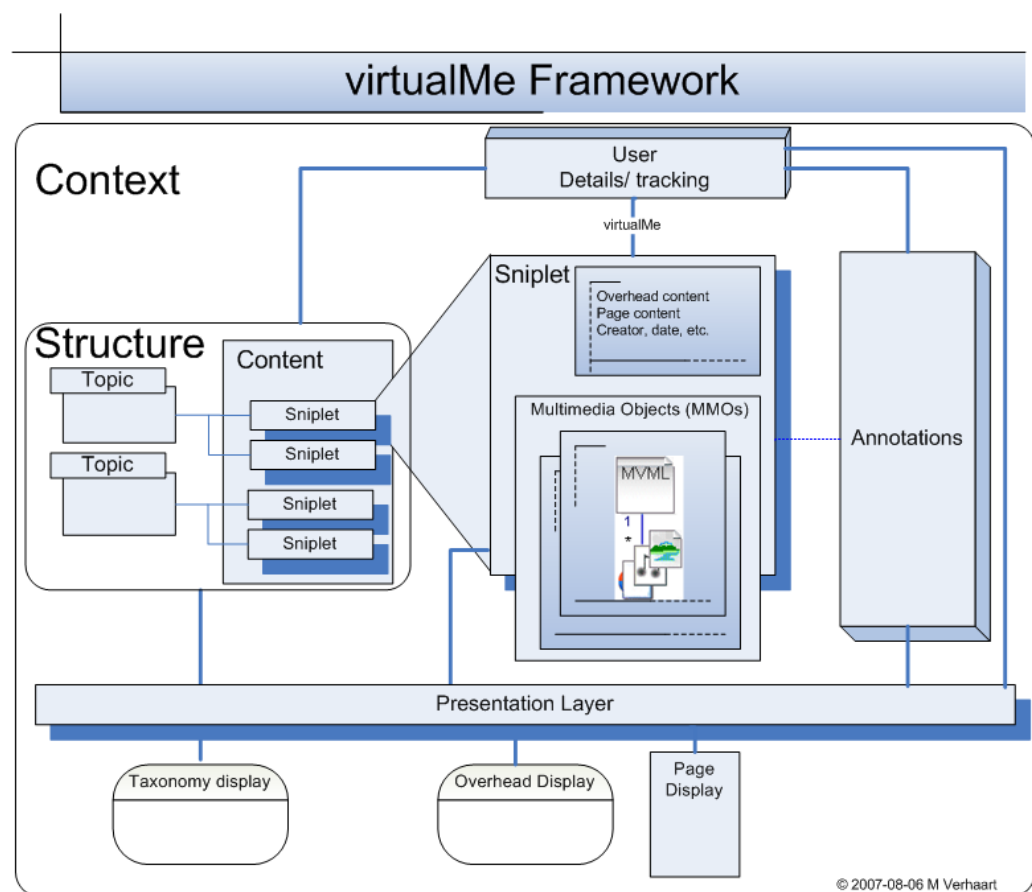 virtualMe Framework
Context
User
Details/ tracking
virtualMe
Sniplet
Overhead content
Page content
Creator, date, etc.
Structure
Content
Topic
Sniplet
Sniplet
Topic
Sniplet
Sniplet
Multimedia Objects (MMOs)
MVML
1
*
Annotations
Presentation Layer
Taxonomy display
Overhead Display
Page
Display
© 2007-08-06 M Verhaart